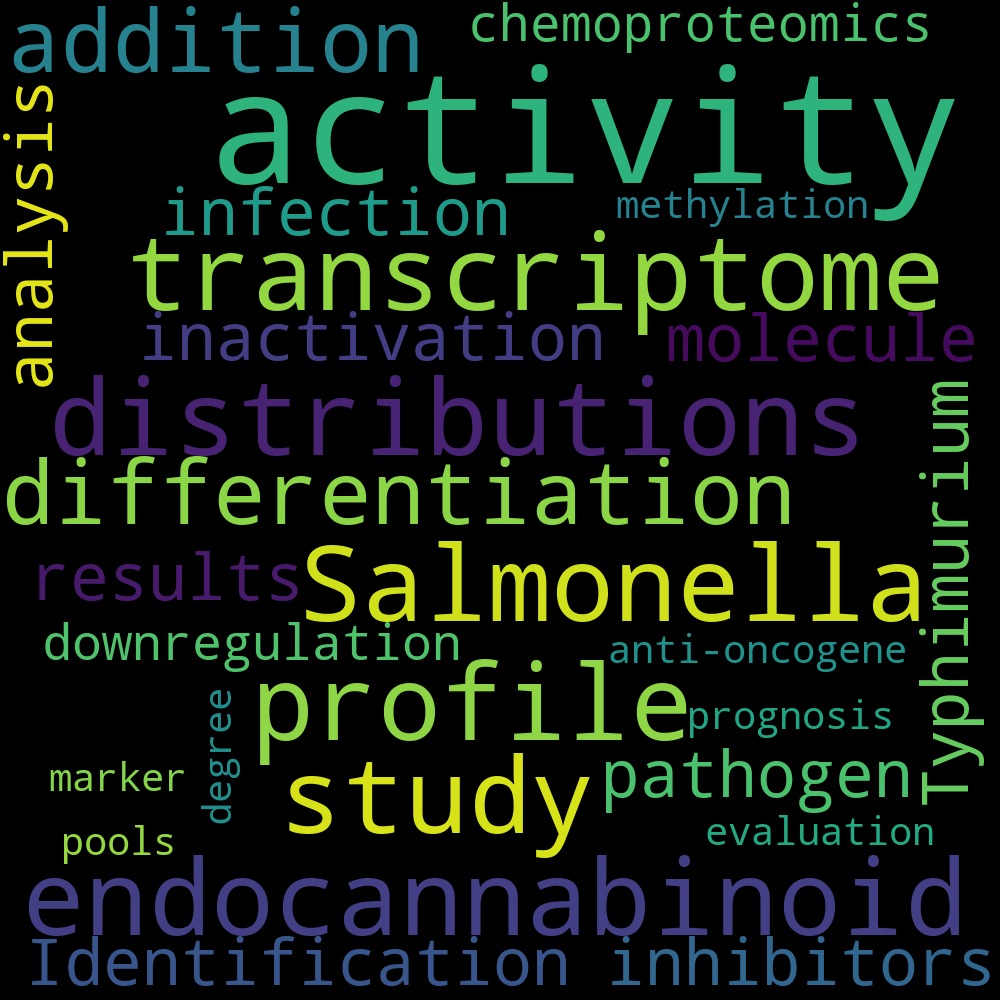 addition
chemoproteomics
activity
analysis
infection
methylation
transcriptome
inactivation
molecule
distributions
Typhimurium
differentiation
results
Salmonella
downregulation
anti-oncogene
profile
degree
prognosis
marker
study
pathogen
pools
evaluation
endocannabinoid
Identification
inhibitors